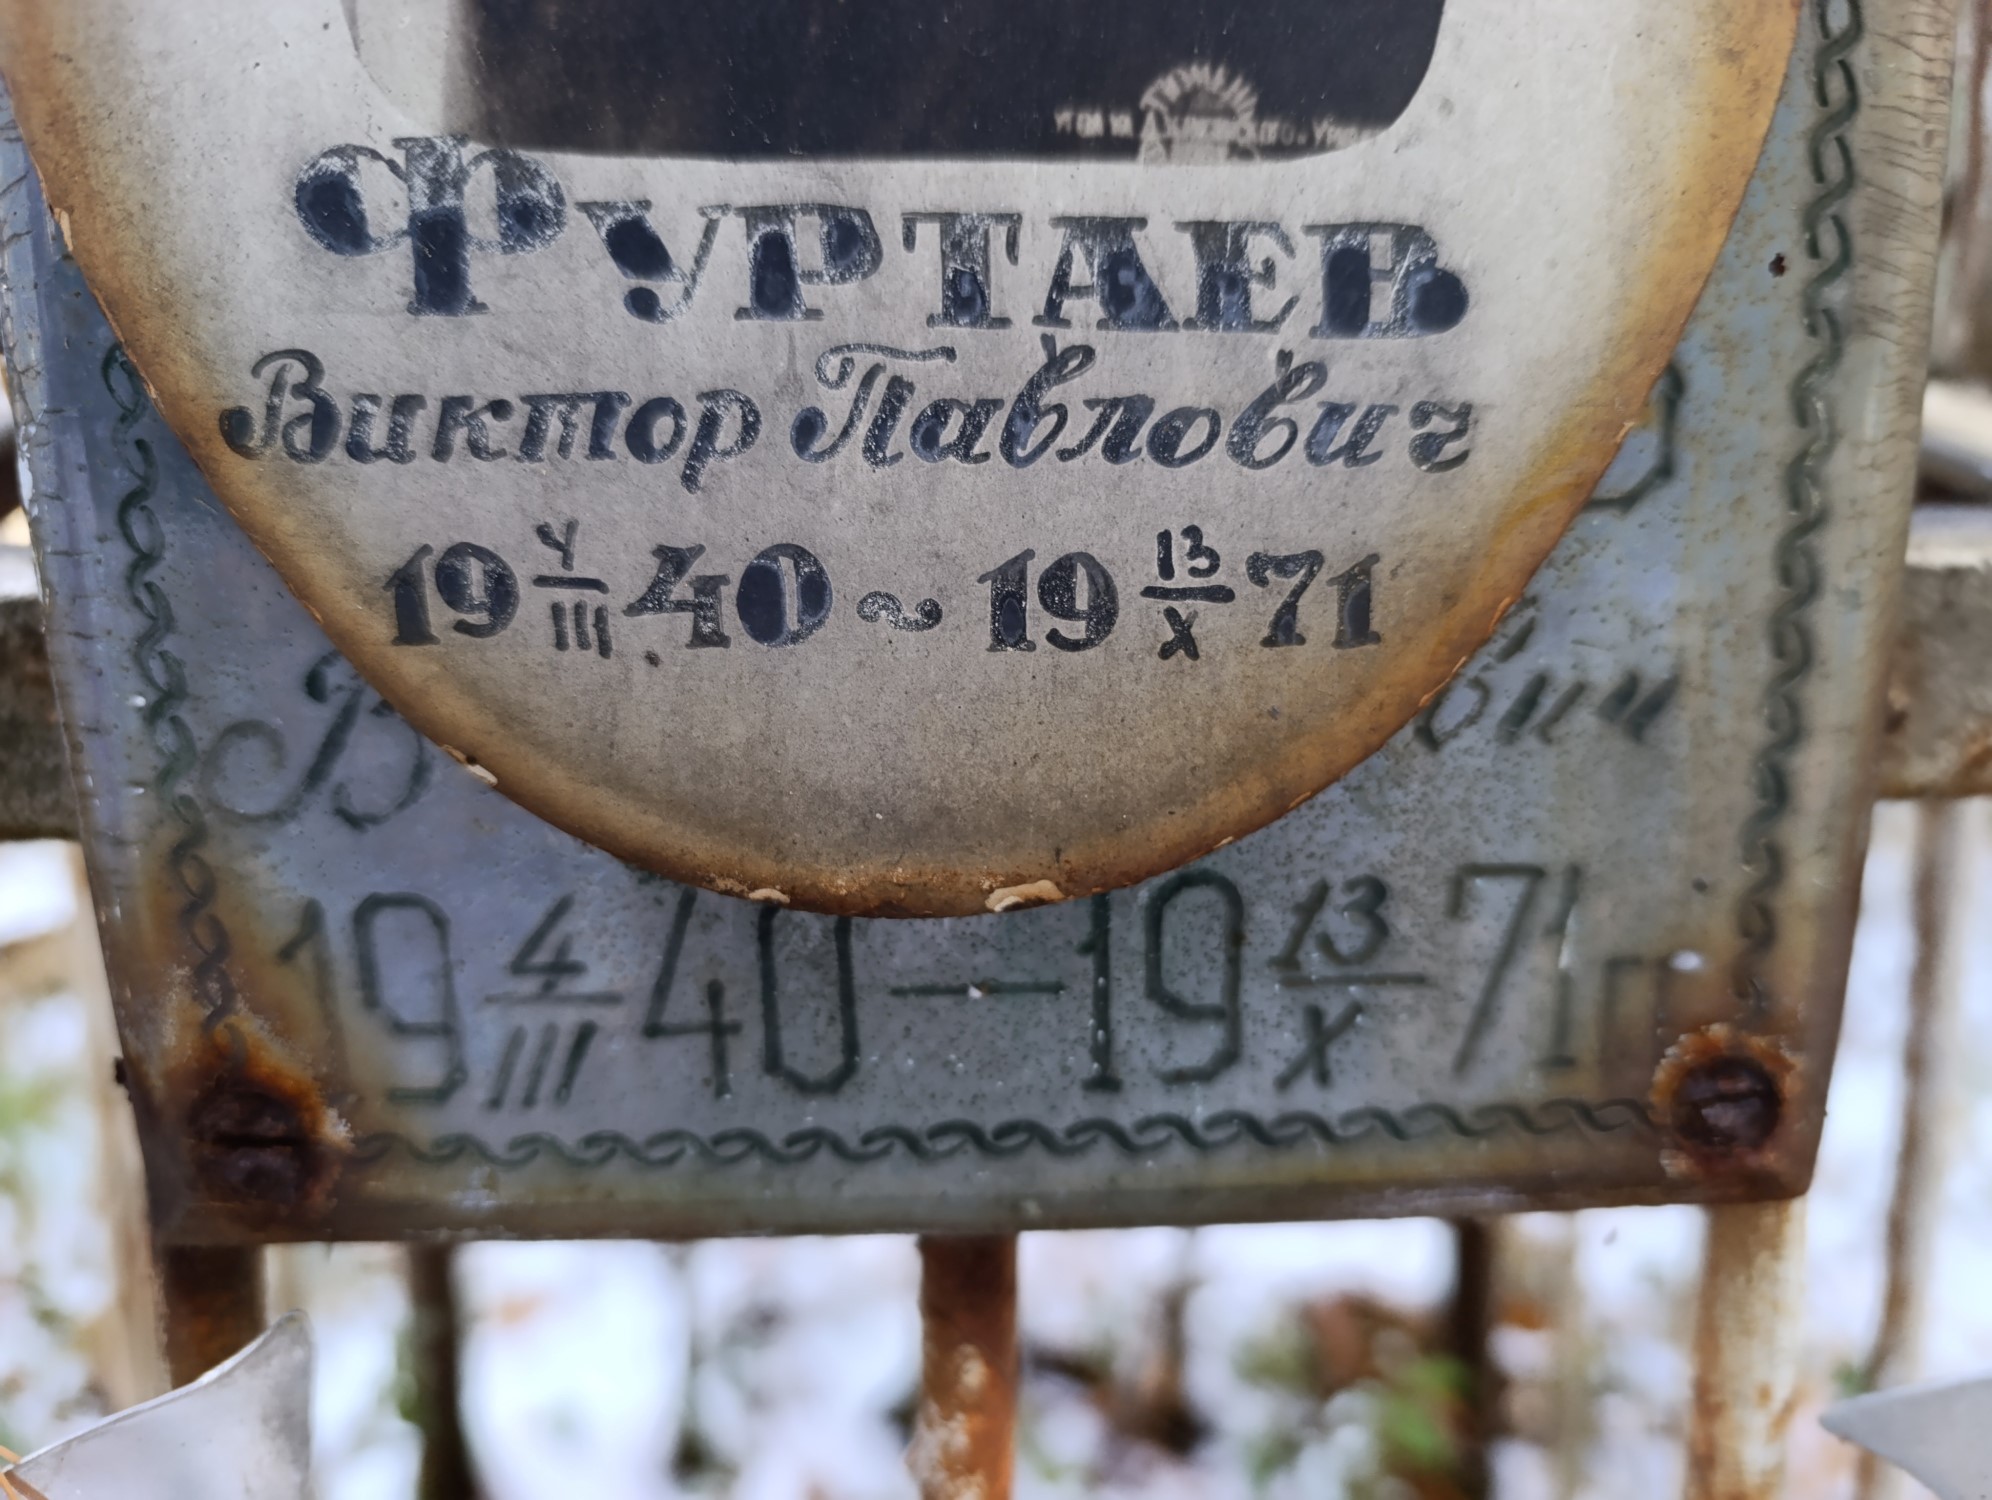 ФУРТАЕВ
Виктор Павлович
19 4/III 40 ~ 19 13/X 71
19 4/III 40 — 19 13/X 71 г